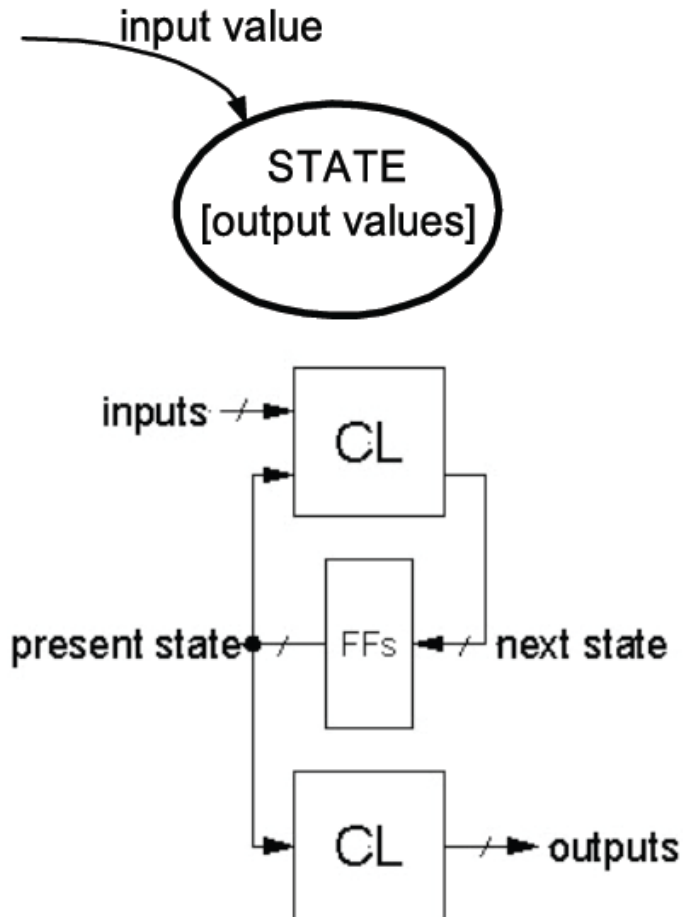 input value
STATE
[output values]
inputs
CL
present state
FFs
next state
CL
outputs